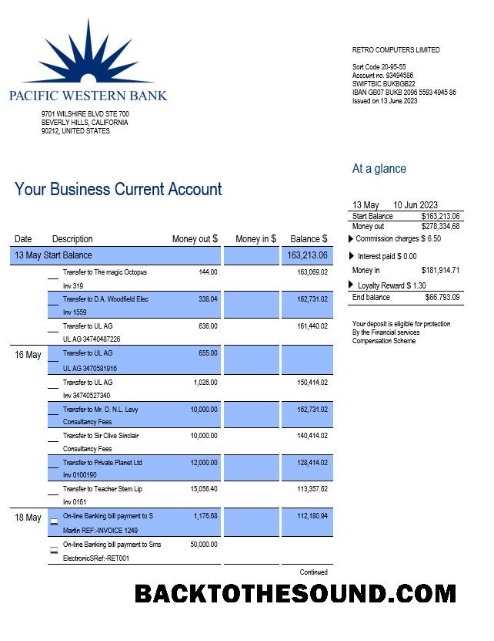 PACIFIC WESTERN BANK
9701 WILSHIRE BLVD STE 700
BEVERLY HILLS, CALIFORNIA
90212, UNITED STATES
RETRO COMPUTERS LIMITED
Sort Code 20-95-55
Account no. 93494586
SWIFTBIC BUKBGB22
IBAN GB07 BUKB 2096 5593 4945 86
Issued on 13 June 2023
At a glance
13 May 10 Jun 2023
Start Balance $163,213.06
Money out $278,334.68
Commission charges $ 6.50
Interest paid $ 0.00
Money in $181,914.71
Loyalty Reward $ 1.30
End balance $66.793.09
Your deposit is eligible for protection
By the Financial services
Compensation Scheme
Your Business Current Account
Date Description Money out $ Money in $ Balance $
13 May Start Balance 163,213.06
Transfer to The magic Octopus 144.00 163,069.02
Inv 319
Transfer to D.A. Woodfield Elec 338.04 162,731.02
Inv 1559
Transfer to UL AG 636.00 161,440.02
UL AG 34740487226
16 May Transfer to UL AG 655.00
UL AG 3470581916
Transfer to UL AG 1,026.00 150,414.02
Inv 34740527340
Transfer to Mr. D. N.L. Levy 10,000.00 162,731.02
Consultancy Fees
Transfer to Sir Clive Sinclair 10,000.00 140,414.02
Consultancy Fees
Transfer to Private Planet Ltd 12,000.00 128,414.02
Inv 0100190
Transfer to Teacher Stem Lip 15,056.40 113,357.62
Inv 0161
18 May On-line Banking bill payment to S 1,176.68 112,180.94
Martin REF:-INVOICE 1249
On-line Banking bill payment to Sms 50,000.00
ElectronicSRef:-RET001
Continued
BACKTOTHESOUND.COM